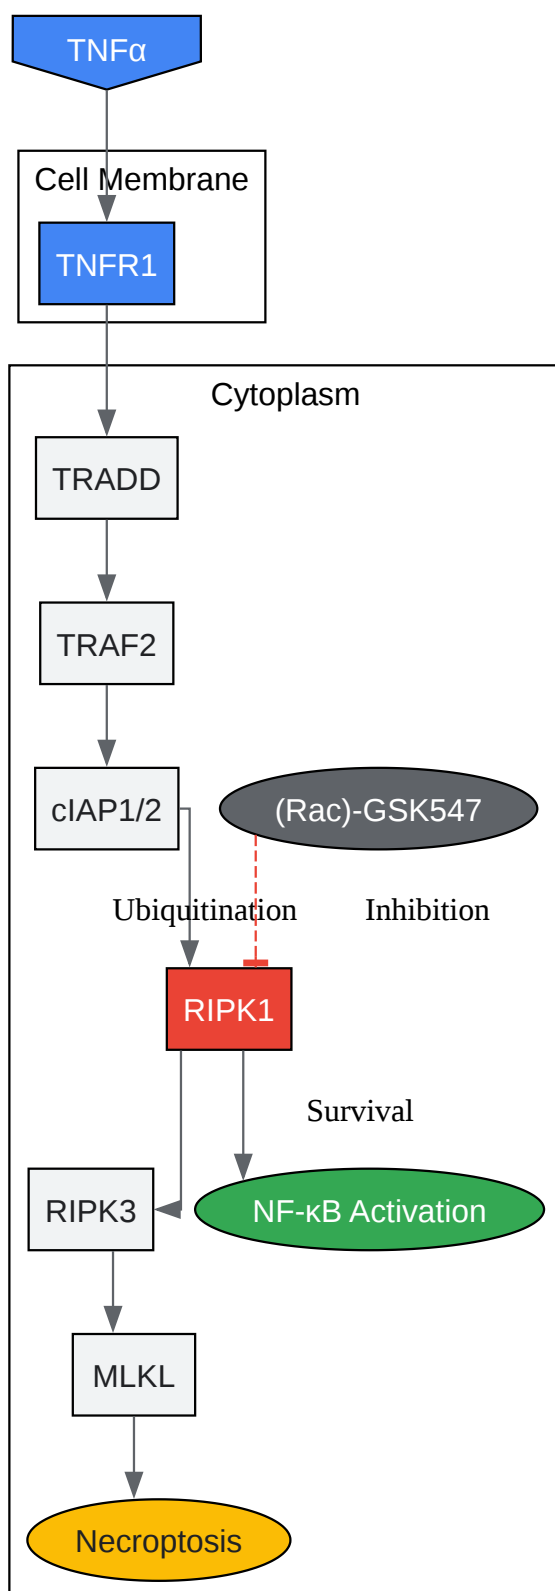 TNFα
Cell Membrane
TNFR1
Cytoplasm
TRADD
TRAF2
cIAP1/2
(Rac)-GSK547
Ubiquitination
Inhibition
RIPK1
Survival
RIPK3
NF-κB Activation
MLKL
Necroptosis